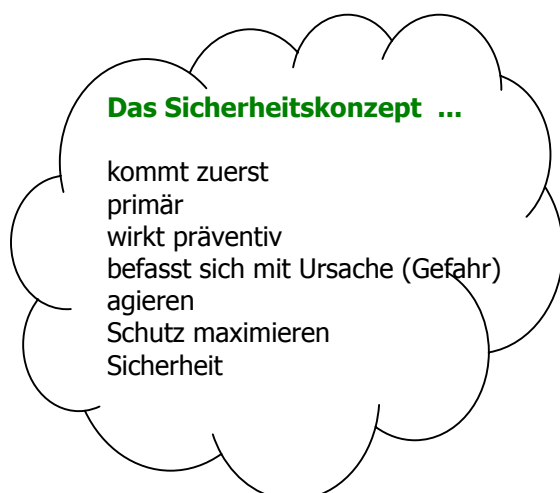 Das Sicherheitskonzept ...
kommt zuerst
primär
wirkt präventiv
befasst sich mit Ursache (Gefahr)
agieren
Schutz maximieren
Sicherheit